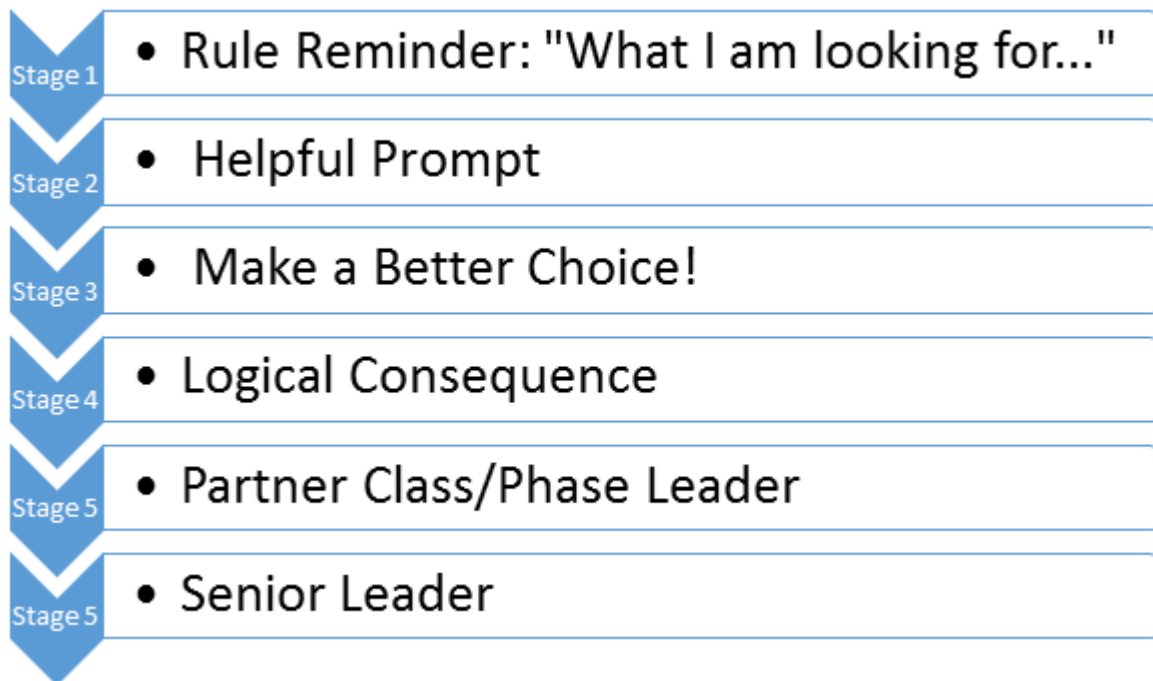 Stage 1 • Rule Reminder: "What I am looking for..."
Stage 2 • Helpful Prompt
Stage 3 • Make a Better Choice!
Stage 4 • Logical Consequence
Stage 5 • Partner Class/Phase Leader
Stage 5 • Senior Leader